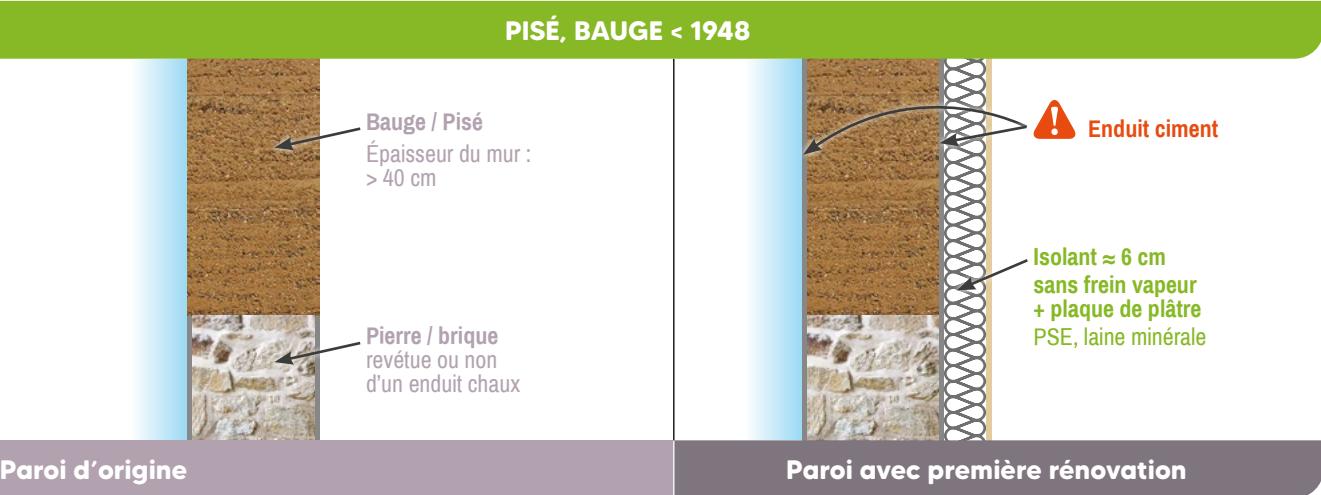 PISÉ, BAUGE < 1948
Bauge / Pisé
Épaisseur du mur :
> 40 cm
Pierre / brique
revétue ou non
d'un enduit chaux
Paroi d'origine
! Enduit ciment
Isolant ≈ 6 cm
sans frein vapeur
+ plaque de plâtre
PSE, laine minérale
Paroi avec première rénovation